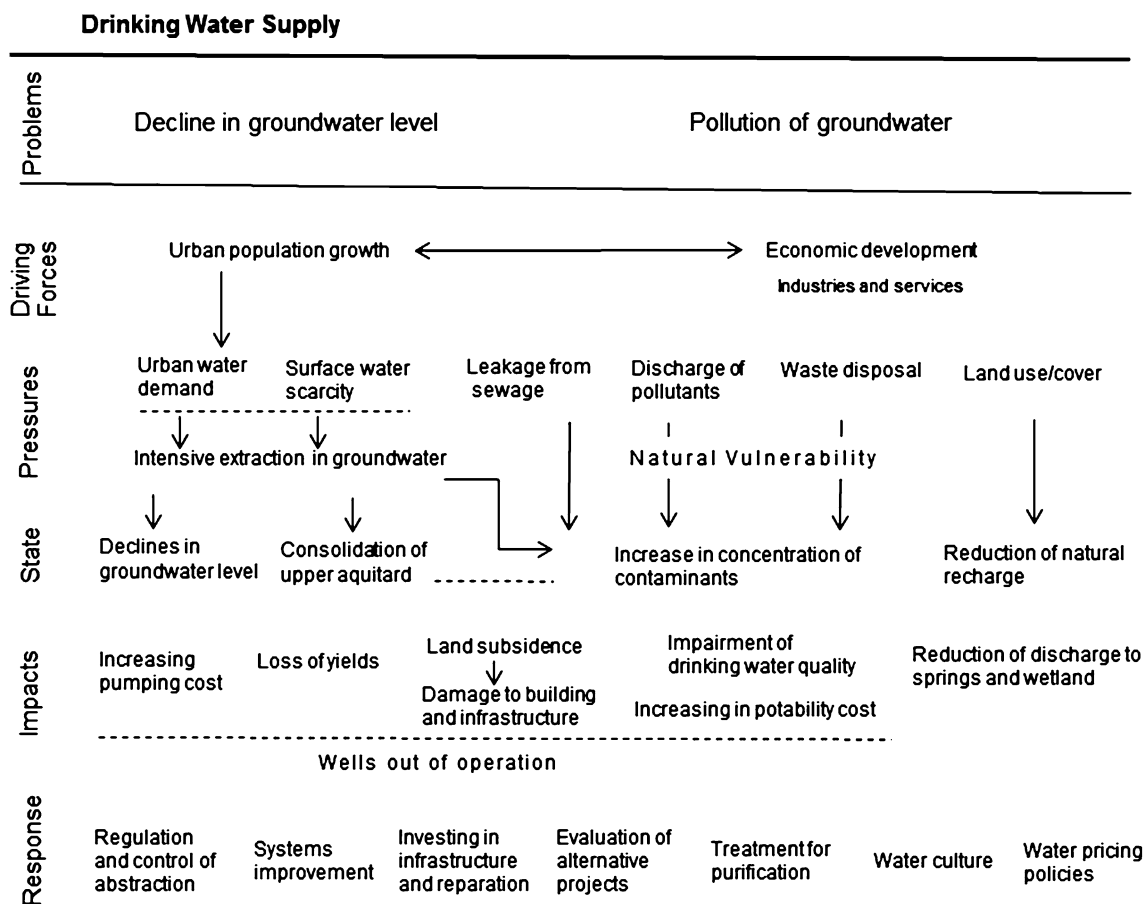 Drinking Water Supply
Problems
Decline in groundwater level
Pollution of groundwater
Driving
Forces
Urban population growth
Economic development
Industries and services
Pressures
Urban water
demand
Surface water
scarcity
Leakage from
sewage
Discharge of
pollutants
Waste disposal
Land use/cover
Intensive extraction in groundwater
Natural Vulnerability
State
Declines in
groundwater level
Consolidation of
upper aquitard
Increase in concentration of
contaminants
Reduction of natural
recharge
Impacts
Increasing
pumping cost
Loss of yields
Land subsidence
Damage to building
and infrastructure
Impairment of
drinking water quality
Increasing in potability cost
Reduction of discharge to
springs and wetland
Wells out of operation
Response
Regulation
and control of
abstraction
Systems
improvement
Investing in
infrastructure
and reparation
Evaluation of
alternative
projects
Treatment for
purification
Water culture
Water pricing
policies